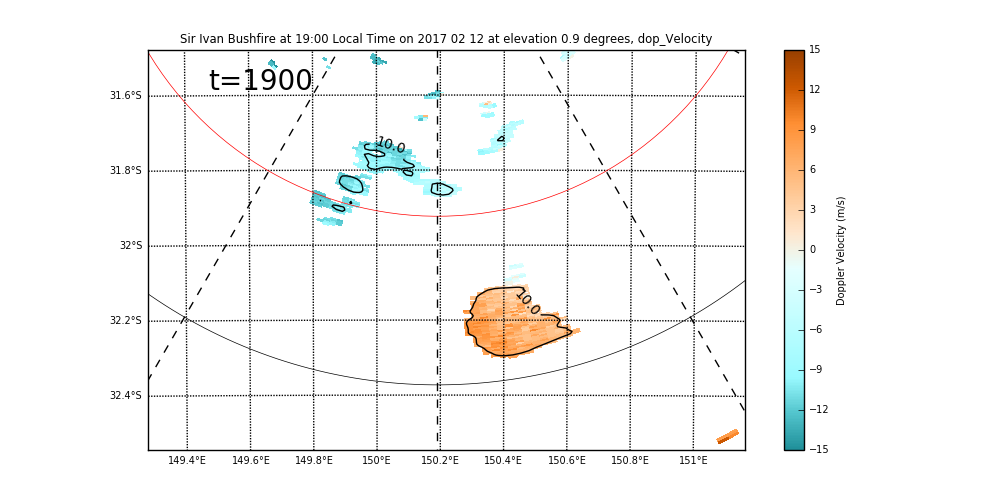 Sir Ivan Bushfire at 19:00 Local Time on 2017 02 12 at elevation 0.9 degrees, dop_Velocity
t=1900
31.6°S
31.8°S
32°S
32.2°S
32.4°S
10.0
10.0
149.4°E 149.6°E 149.8°E 150°E 150.2°E 150.4°E 150.6°E 150.8°E 151°E
15
12
9
6
3
0
−3
−6
−9
−12
−15
Doppler Velocity (m/s)